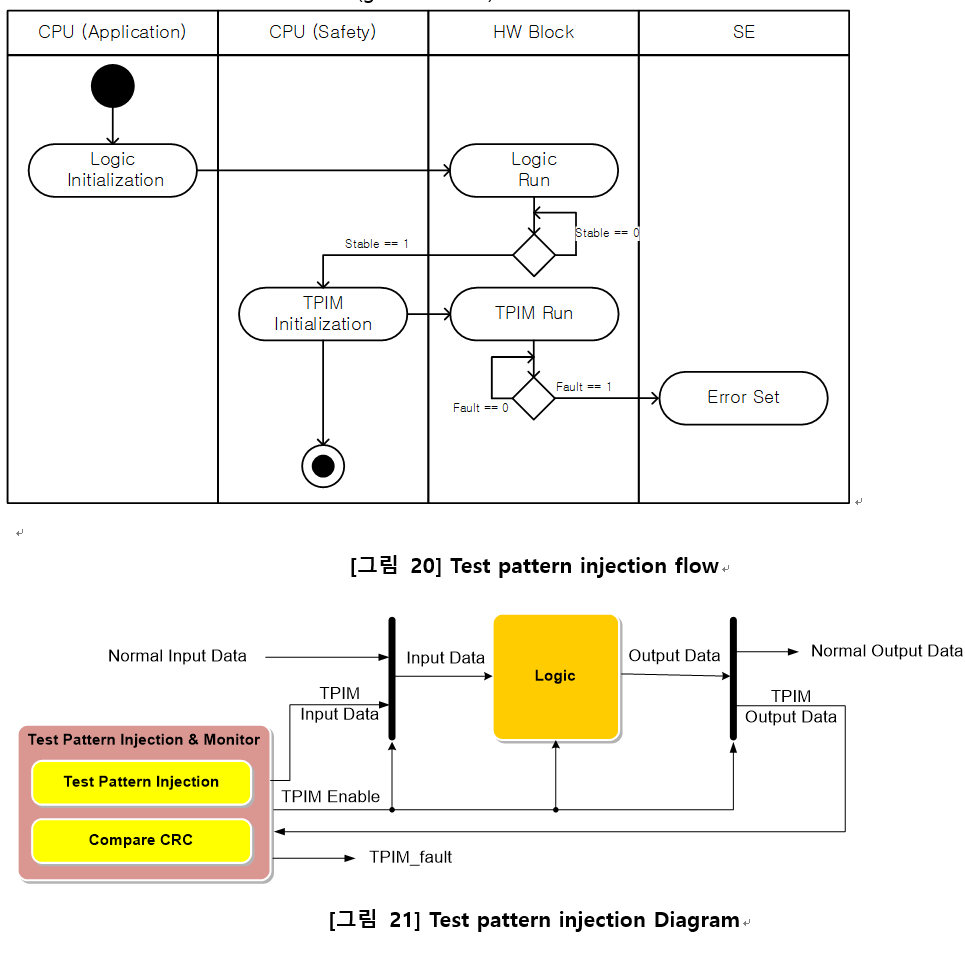 CPU (Application)
CPU (Safety)
HW Block
SE
Logic
Initialization
Logic
Run
Stable == 0
Stable == 1
TPIM
Initialization
TPIM Run
Fault == 1
Fault == 0
Error Set
[그림 20] Test pattern injection flow
Normal Input Data
Input Data
Logic
Output Data
Normal Output Data
TPIM
Input Data
TPIM
Output Data
Test Pattern Injection & Monitor
Test Pattern Injection
TPIM Enable
Compare CRC
TPIM_fault
[그림 21] Test pattern injection Diagram